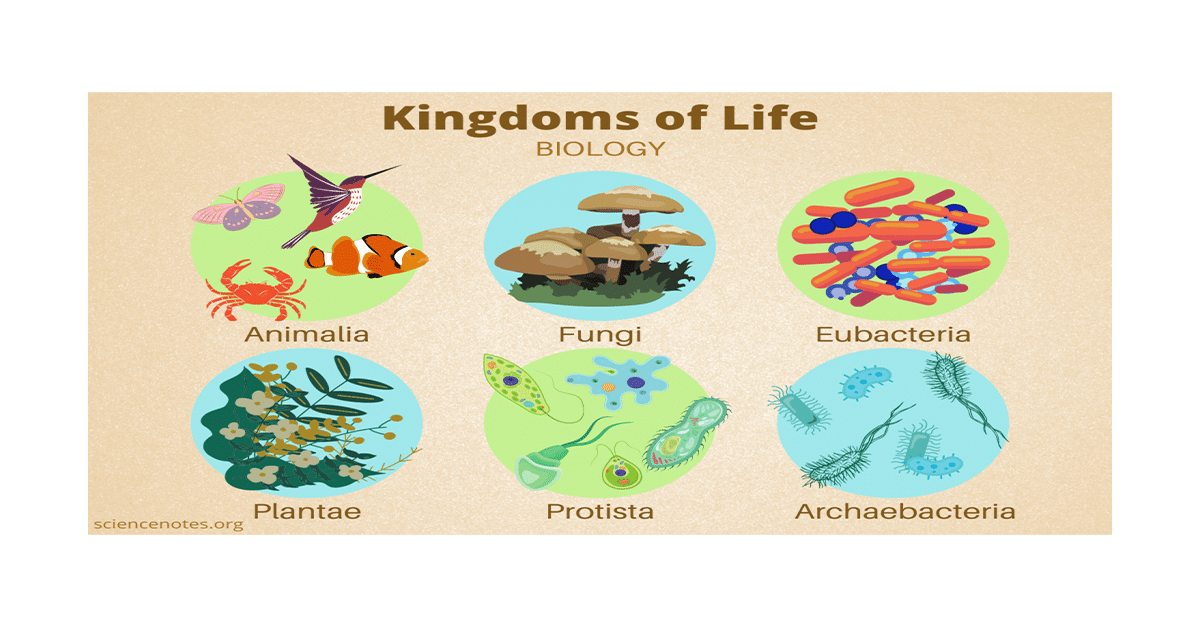 Kingdoms of Life
BIOLOGY
Animalia
Fungi
Eubacteria
Plantae
Protista
Archaebacteria
sciencenotes.org